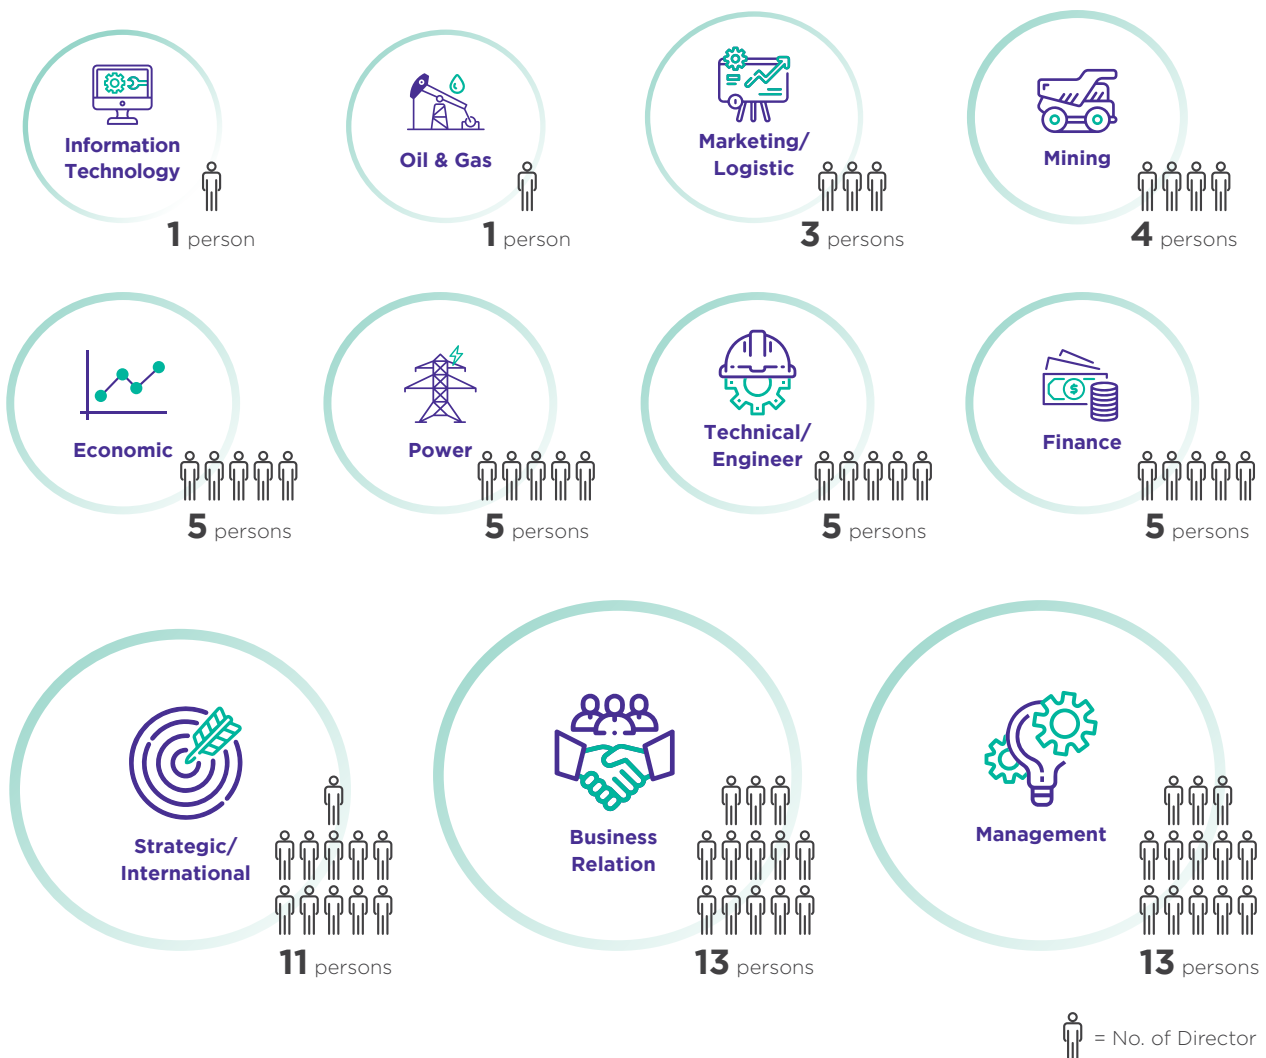 Information
Technology
1 person
Oil & Gas
1 person
Marketing/
Logistic
3 persons
Mining
4 persons
Economic
5 persons
Power
5 persons
Technical/
Engineer
5 persons
$
Finance
5 persons
Strategic/
International
11 persons
Business
Relation
13 persons
Management
13 persons
= No. of Director